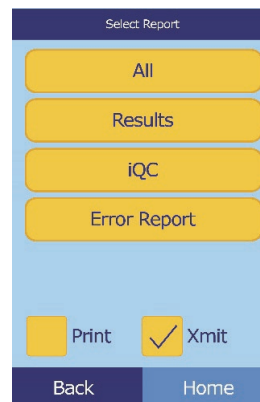 Select Report
All
Results
iQC
Error Report
Print Xmit
Back Home